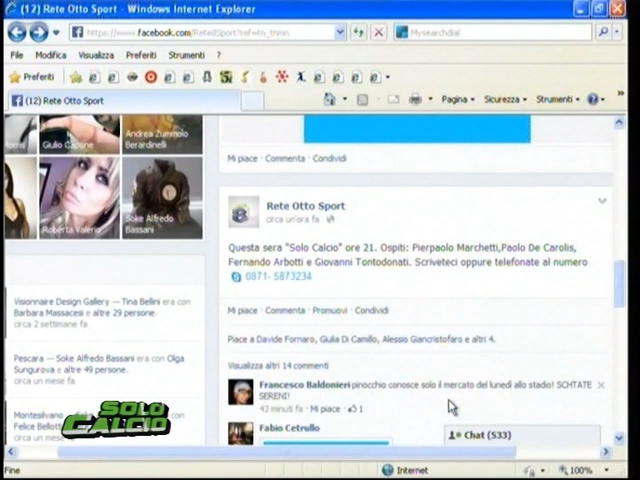 (12) Rete Otto Sport - Windows Internet Explorer
https://www.facebook.com/Rete8Sport?ref=tn_tnmn
Mysearchdial
File Modifica Visualizza Preferiti Strumenti ?
Preferiti
(12) Rete Otto Sport
Pagina Sicurezza Strumenti
Giulio Capone
Andrea Zummolo Berardinelli
Roberta Valerio
Soke Alfredo Bassani
Visionnaire Design Gallery — Tina Bellini era con
Barbara Massacesi e altre 29 persone.
circa 2 settimane fa
Pescara — Soke Alfredo Bassani era con Olga
Sungurova e altre 49 persone.
circa un mese fa
Montesilvano
Felice Bellot
circa un m
SOLO
CALCIO
Mi piace · Commenta · Condividi
Rete Otto Sport
circa un'ora fa
Questa sera "Solo Calcio" ore 21. Ospiti: Pierpaolo Marchetti,Paolo De Carolis,
Fernando Arbotti e Giovanni Tontodonati. Scriveteci oppure telefonate al numero
0871- 5873234
Mi piace · Commenta · Promuovi · Condividi
Piace a Davide Fornaro, Giulia Di Camillo, Alessio Giancristofaro e altri 4.
Visualizza altri 14 commenti
Francesco Baldonieri pinocchio conosce solo il mercato del lunedì allo stadio! SCHTATE
SERENI!
43 minuti fa · Mi piace · 1
Fabio Cetrullo
Chat (533)
Fine
Internet
100%